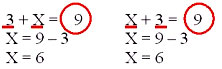 3 + X = 9
X = 9 – 3
X = 6
X + 3 = 9
X = 9 – 3
X = 6